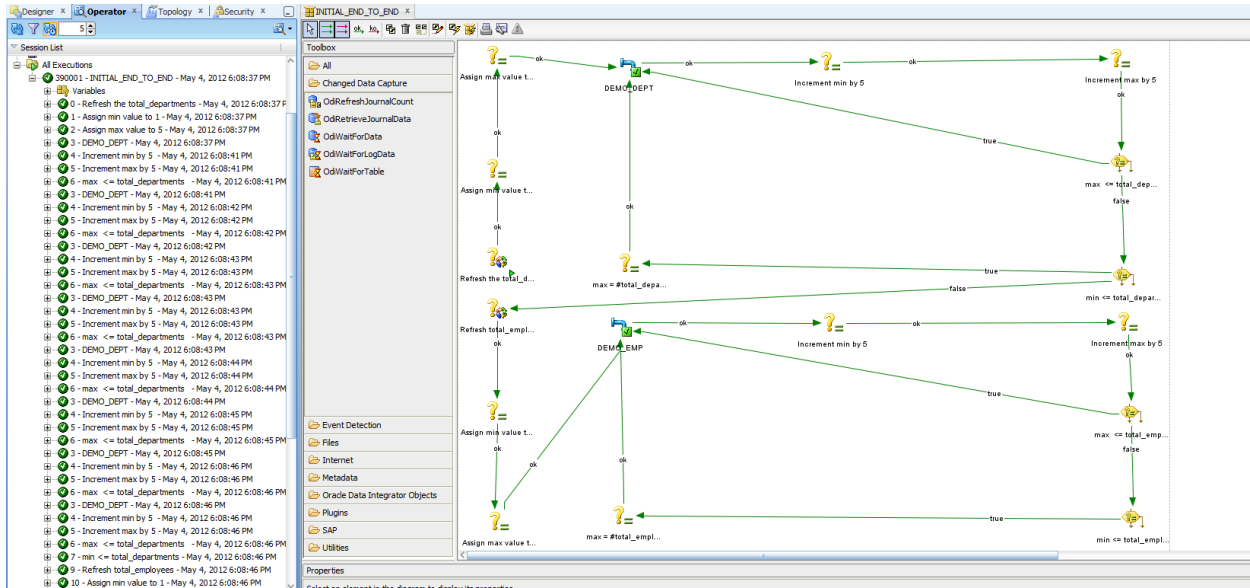 Designer × Operator × Topology × Security ×
INITIAL_END_TO_END ×
5
Session List
All Executions
390001 - INITIAL_END_TO_END - May 4, 2012 6:08:37 PM
Variables
0 - Refresh the total_departments - May 4, 2012 6:08:37 P
1 - Assign min value to 1 - May 4, 2012 6:08:37 PM
2 - Assign max value to 5 - May 4, 2012 6:08:37 PM
3 - DEMO_DEPT - May 4, 2012 6:08:37 PM
4 - Increment min by 5 - May 4, 2012 6:08:41 PM
5 - Increment max by 5 - May 4, 2012 6:08:41 PM
6 - max <= total_departments - May 4, 2012 6:08:41 PM
3 - DEMO_DEPT - May 4, 2012 6:08:41 PM
4 - Increment min by 5 - May 4, 2012 6:08:42 PM
5 - Increment max by 5 - May 4, 2012 6:08:42 PM
6 - max <= total_departments - May 4, 2012 6:08:42 PM
3 - DEMO_DEPT - May 4, 2012 6:08:42 PM
4 - Increment min by 5 - May 4, 2012 6:08:43 PM
5 - Increment max by 5 - May 4, 2012 6:08:43 PM
6 - max <= total_departments - May 4, 2012 6:08:43 PM
3 - DEMO_DEPT - May 4, 2012 6:08:43 PM
4 - Increment min by 5 - May 4, 2012 6:08:43 PM
5 - Increment max by 5 - May 4, 2012 6:08:43 PM
6 - max <= total_departments - May 4, 2012 6:08:43 PM
3 - DEMO_DEPT - May 4, 2012 6:08:43 PM
4 - Increment min by 5 - May 4, 2012 6:08:44 PM
5 - Increment max by 5 - May 4, 2012 6:08:44 PM
6 - max <= total_departments - May 4, 2012 6:08:44 PM
3 - DEMO_DEPT - May 4, 2012 6:08:44 PM
4 - Increment min by 5 - May 4, 2012 6:08:45 PM
5 - Increment max by 5 - May 4, 2012 6:08:45 PM
6 - max <= total_departments - May 4, 2012 6:08:45 PM
3 - DEMO_DEPT - May 4, 2012 6:08:45 PM
4 - Increment min by 5 - May 4, 2012 6:08:46 PM
5 - Increment max by 5 - May 4, 2012 6:08:46 PM
6 - max <= total_departments - May 4, 2012 6:08:46 PM
3 - DEMO_DEPT - May 4, 2012 6:08:46 PM
4 - Increment min by 5 - May 4, 2012 6:08:46 PM
5 - Increment max by 5 - May 4, 2012 6:08:46 PM
6 - max <= total_departments - May 4, 2012 6:08:46 PM
7 - min <= total_departments - May 4, 2012 6:08:46 PM
9 - Refresh total_employees - May 4, 2012 6:08:46 PM
10 - Assign min value to 1 - May 4, 2012 6:08:46 PM
ok ko
Toolbox
All
Changed Data Capture
OdiRefreshJournalCount
OdiRetrieveJournalData
OdiWaitForData
OdiWaitForLogData
OdiWaitForTable
Event Detection
Files
Internet
Metadata
Oracle Data Integrator Objects
Plugins
SAP
Utilities
ok
ok
ok
Assign max value t...
DEMO_DEPT
Increment min by 5
Increment max by 5
ok
ok
true
Assign min value t...
max <= total_dep...
false
ok
ok
Refresh the total_d...
max = #total_depa...
true
false
min <= total_depar...
Refresh total_empl...
ok
ok
DEMO_EMP
Increment min by 5
Increment max by 5
ok
ok
true
Assign min value t...
max <= total_emp...
false
ok
ok
ok
Assign max value t...
max = #total_empl...
true
min <= total_empl...
Properties
Select an element in the diagram to display its properties